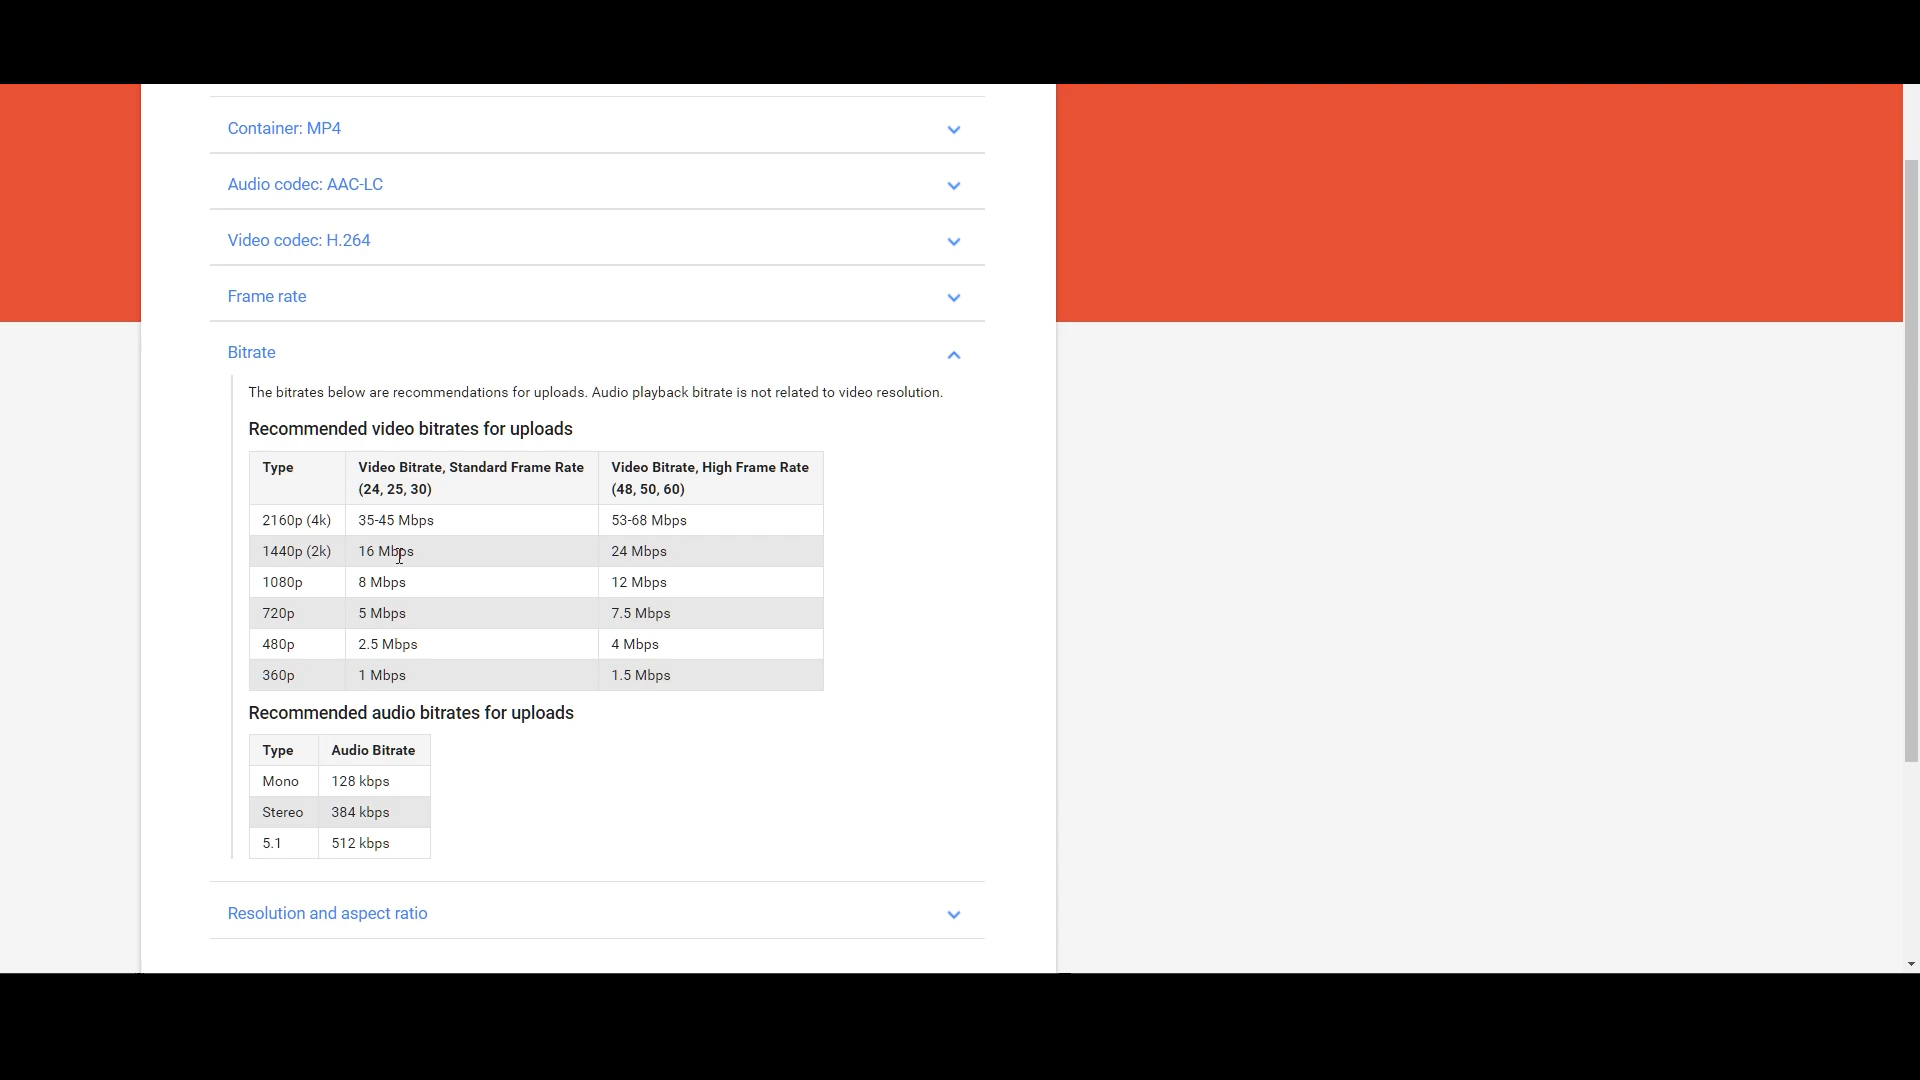 Container: MP4
Audio codec: AAC-LC
Video codec: H.264
Frame rate
Bitrate
The bitrates below are recommendations for uploads. Audio playback bitrate is not related to video resolution.
Recommended video bitrates for uploads
Type Video Bitrate, Standard Frame Rate (24, 25, 30) Video Bitrate, High Frame Rate (48, 50, 60)
2160p (4k) 35-45 Mbps 53-68 Mbps
1440p (2k) 16 Mbps 24 Mbps
1080p 8 Mbps 12 Mbps
720p 5 Mbps 7.5 Mbps
480p 2.5 Mbps 4 Mbps
360p 1 Mbps 1.5 Mbps
Recommended audio bitrates for uploads
Type Audio Bitrate
Mono 128 kbps
Stereo 384 kbps
5.1 512 kbps
Resolution and aspect ratio